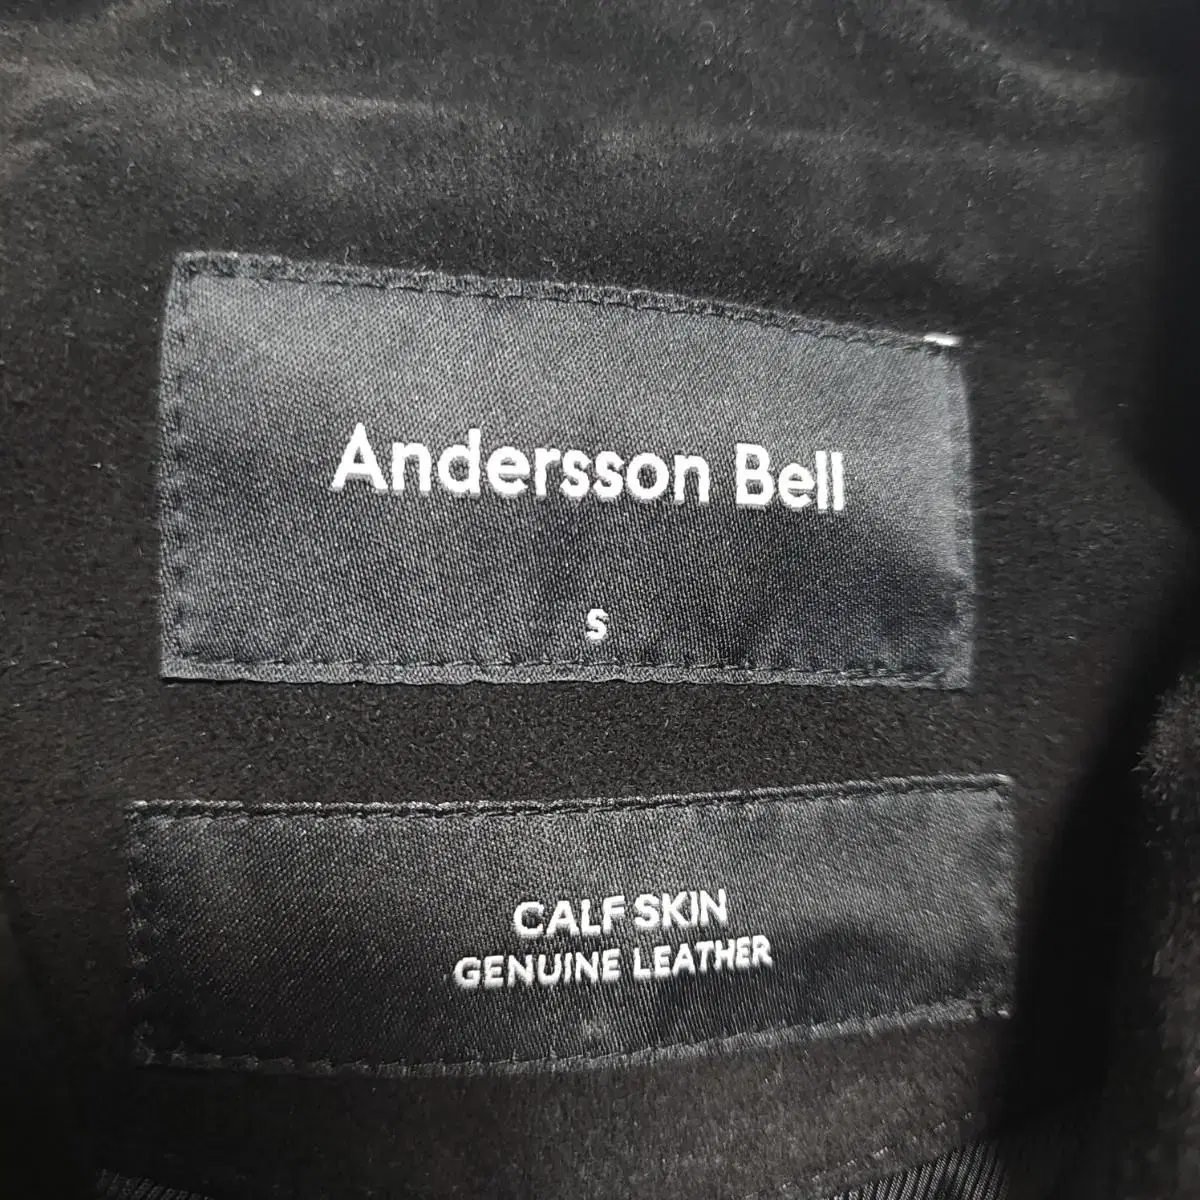 Andersson Bell
S
CALF SKIN
GENUINE LEATHER